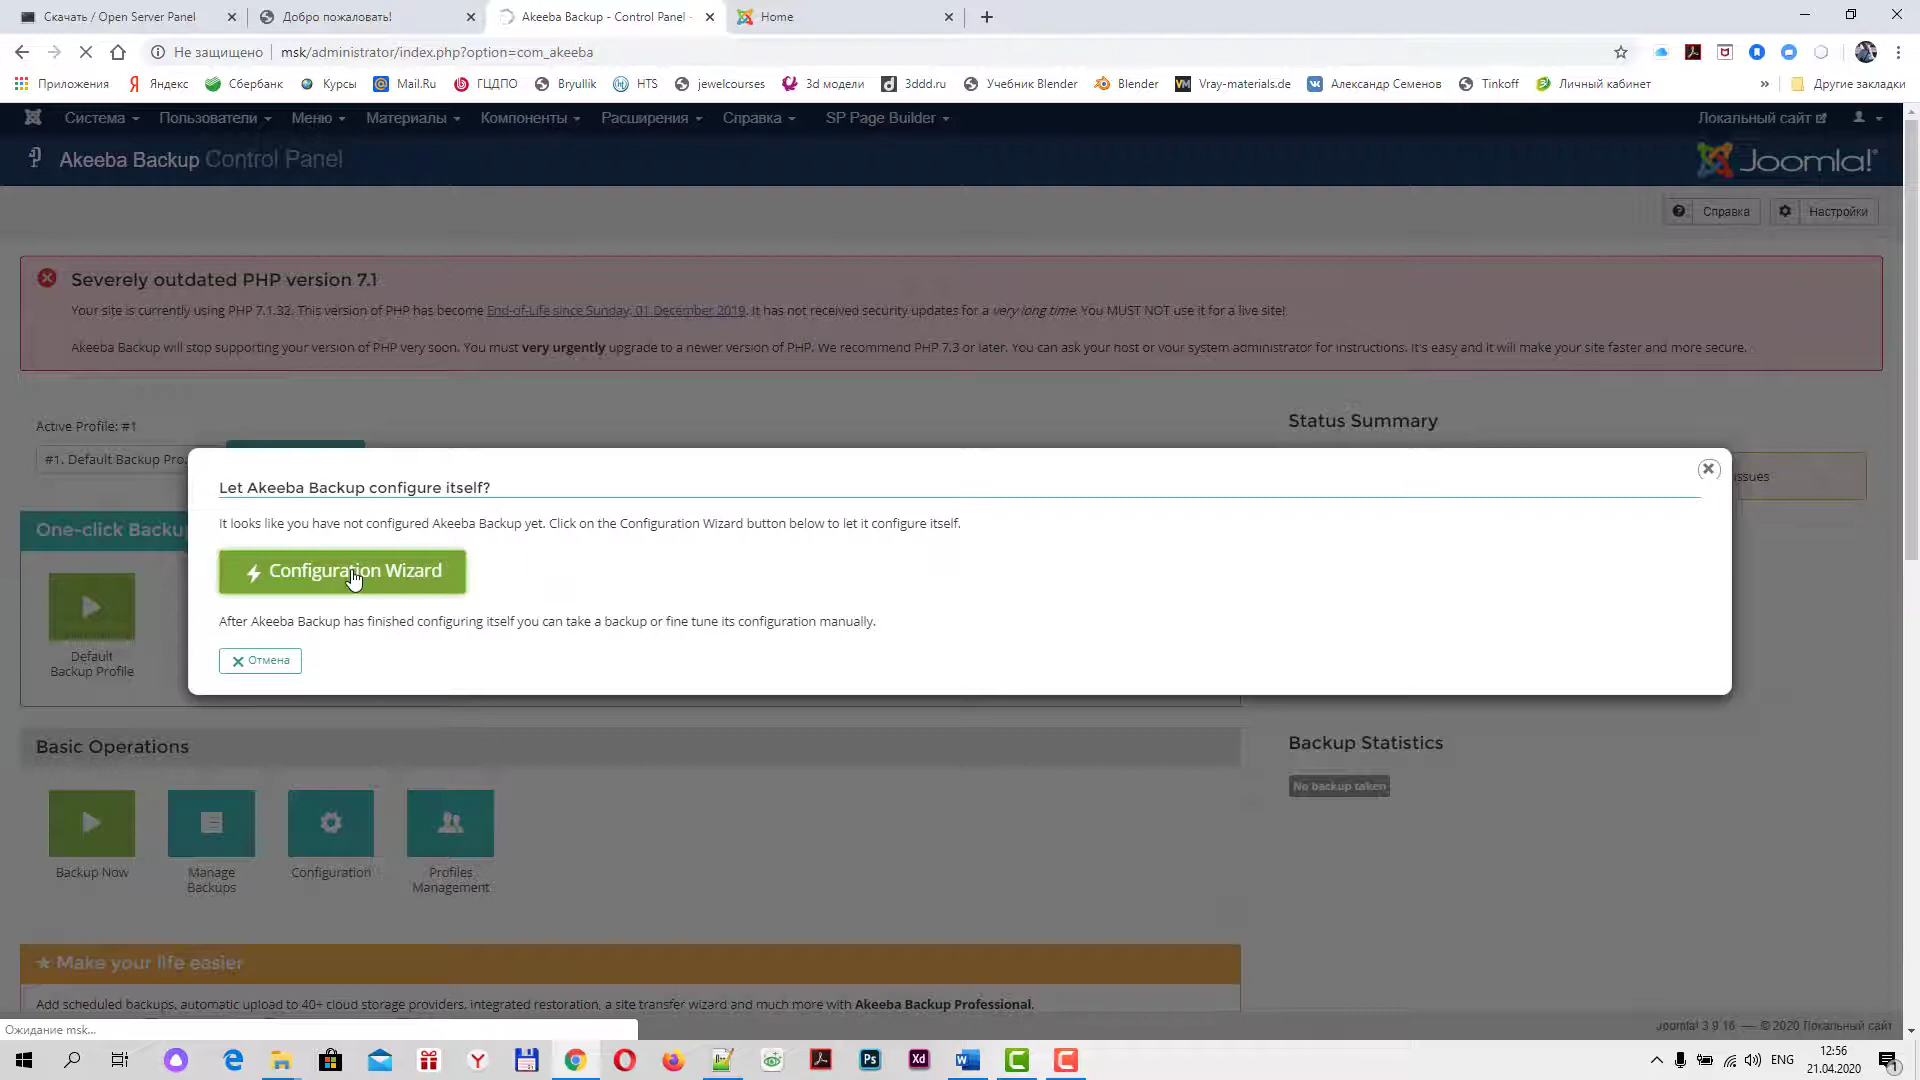 Скачать / Open Server Panel
Добро пожаловать!
Akeeba Backup - Control Panel -
Home
Не защищено
msk/administrator/index.php?option=com_akeeba
Приложения
Яндекс
Сбербанк
Курсы
Mail.Ru
ГЦДПО
Bryullik
HTS
jewelcourses
3d модели
3ddd.ru
Учебник Blender
Blender
Vray-materials.de
Александр Семенов
Tinkoff
Личный кабинет
Другие закладки
Система
Пользователи
Меню
Материалы
Компоненты
Расширения
Справка
SP Page Builder
Локальный сайт
Akeeba Backup Control Panel
Joomla!
Справка
Настройки
Severely outdated PHP version 7.1
Your site is currently using PHP 7.1.32. This version of PHP has become End-of-Life since Sunday, 01 December 2019. It has not received security updates for a very long time. You MUST NOT use it for a live site!
Akeeba Backup will stop supporting your version of PHP very soon. You must very urgently upgrade to a newer version of PHP. We recommend PHP 7.3 or later. You can ask your host or your system administrator for instructions. It's easy and it will make your site faster and more secure.
Active Profile: #1
#1. Default Backup Pro
Status Summary
Let Akeeba Backup configure itself?
issues
It looks like you have not configured Akeeba Backup yet. Click on the Configuration Wizard button below to let it configure itself.
One-click Backu
Configuration Wizard
After Akeeba Backup has finished configuring itself you can take a backup or fine tune its configuration manually.
Default
Backup Profile
Отмена
Basic Operations
Backup Statistics
No backup taken
Backup Now
Manage
Backups
Configuration
Profiles
Management
Make your life easier
Add scheduled backups, automatic upload to 40+ cloud storage providers, integrated restoration, a site transfer wizard and much more with Akeeba Backup Professional.
Ожидание msk...
Joomla! 3.9.16 — © 2020 Локальный сайт
Ps
Xd
ENG
12:56
21.04.2020
1